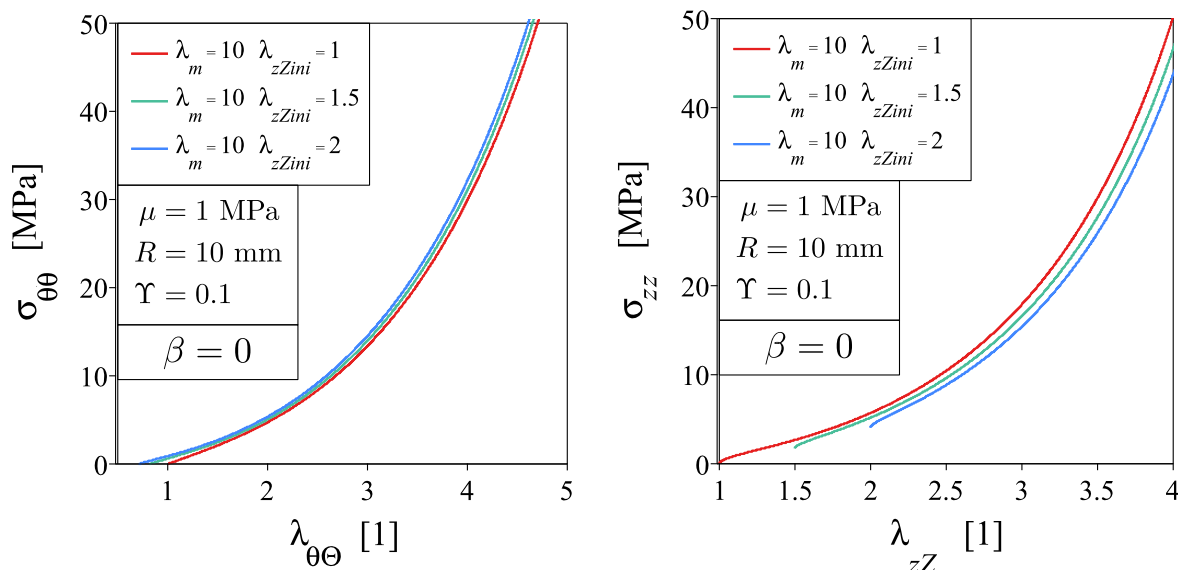 50
40
30
20
10
0
1
2
3
4
5
σθθ [MPa]
λθΘ [1]
λm = 10 λzZini = 1
λm = 10 λzZini = 1.5
λm = 10 λzZini = 2
μ = 1 MPa
R = 10 mm
ϒ = 0.1
β = 0
50
40
30
20
10
0
1
1.5
2
2.5
3
3.5
4
σzz [MPa]
λzZ [1]
λm = 10 λzZini = 1
λm = 10 λzZini = 1.5
λm = 10 λzZini = 2
μ = 1 MPa
R = 10 mm
ϒ = 0.1
β = 0